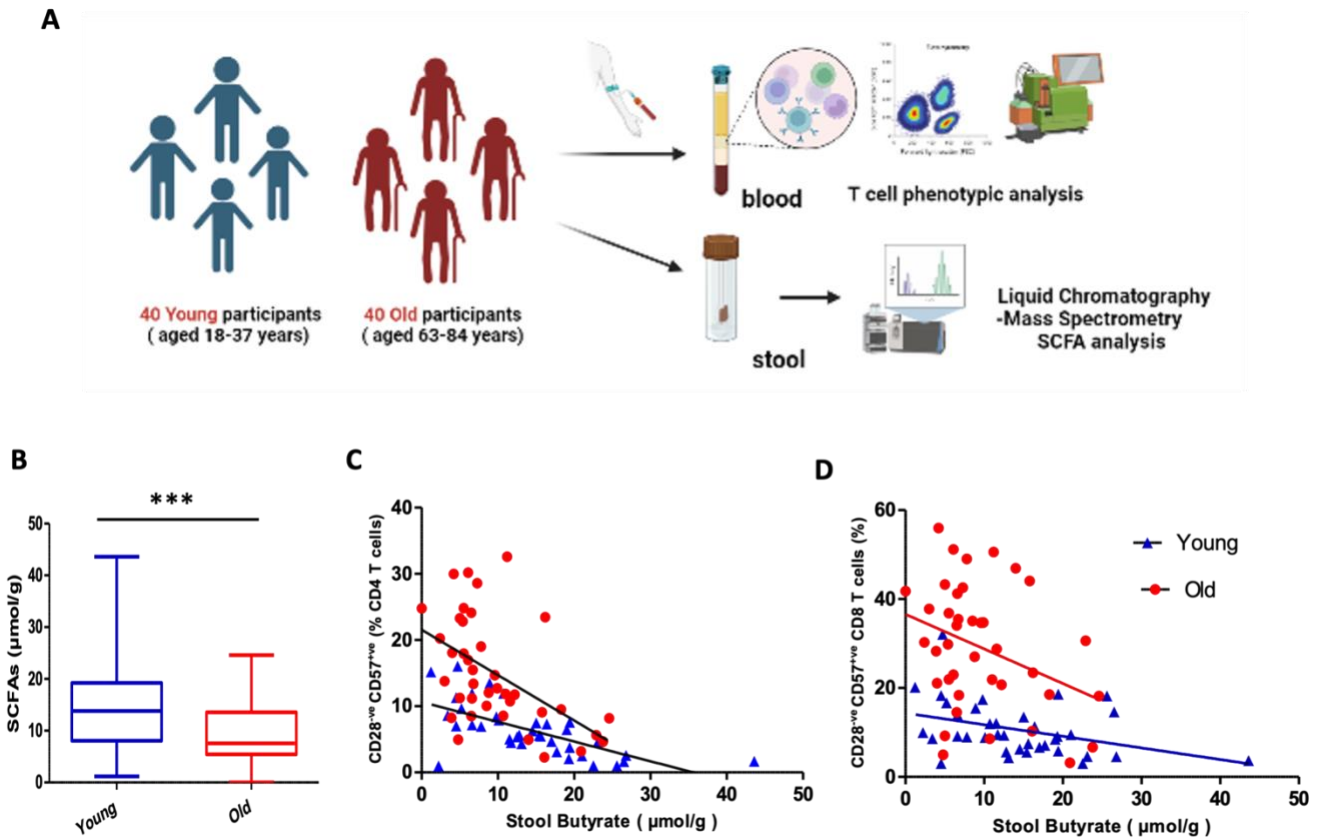 A
blood
T cell phenotypic analysis
40 Young participants
( aged 18-37 years)
40 Old participants
( aged 63-84 years)
stool
Liquid Chromatography
-Mass Spectrometry
SCFA analysis
B
***
SCFAs (µmol/g)
50
40
30
20
10
0
Young
Old
C
CD28-ve CD57+ve (% CD4 T cells)
40
30
20
10
0
0 10 20 30 40 50
Stool Butyrate ( µmol/g )
D
CD28-ve CD57+ve CD8 T cells (%)
60
40
20
0
0 10 20 30 40 50
Stool Butyrate ( µmol/g )
Young
Old